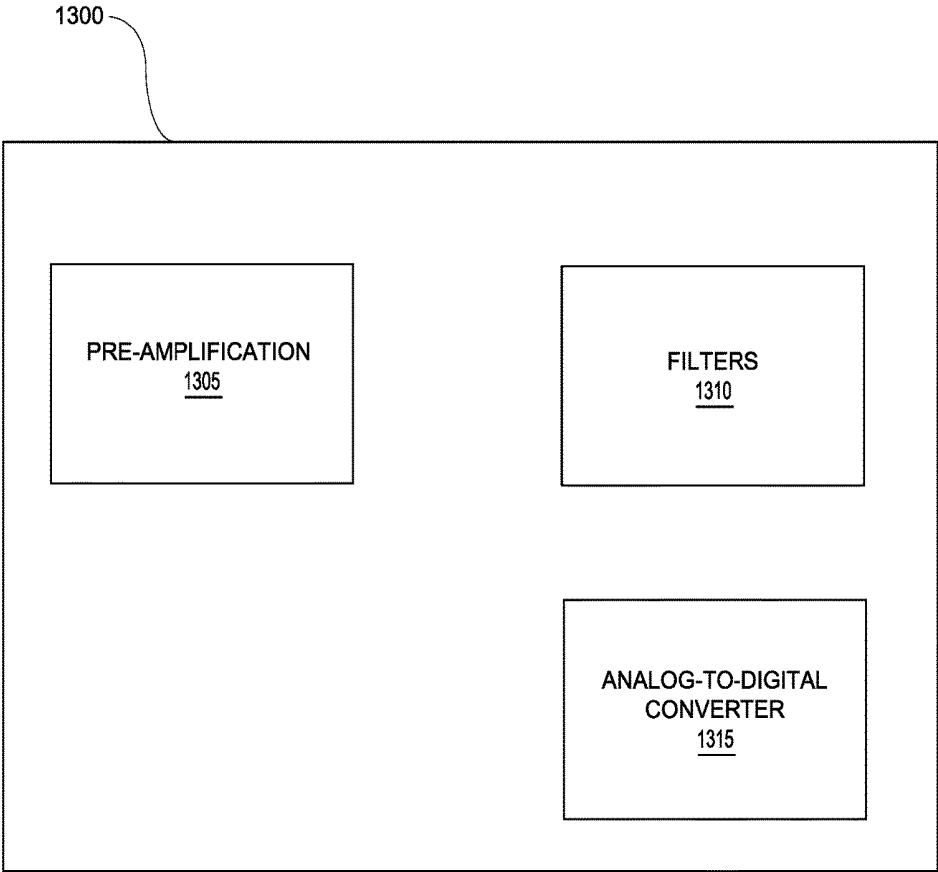 1300
PRE-AMPLIFICATION
1305
FILTERS
1310
ANALOG-TO-DIGITAL
CONVERTER
1315